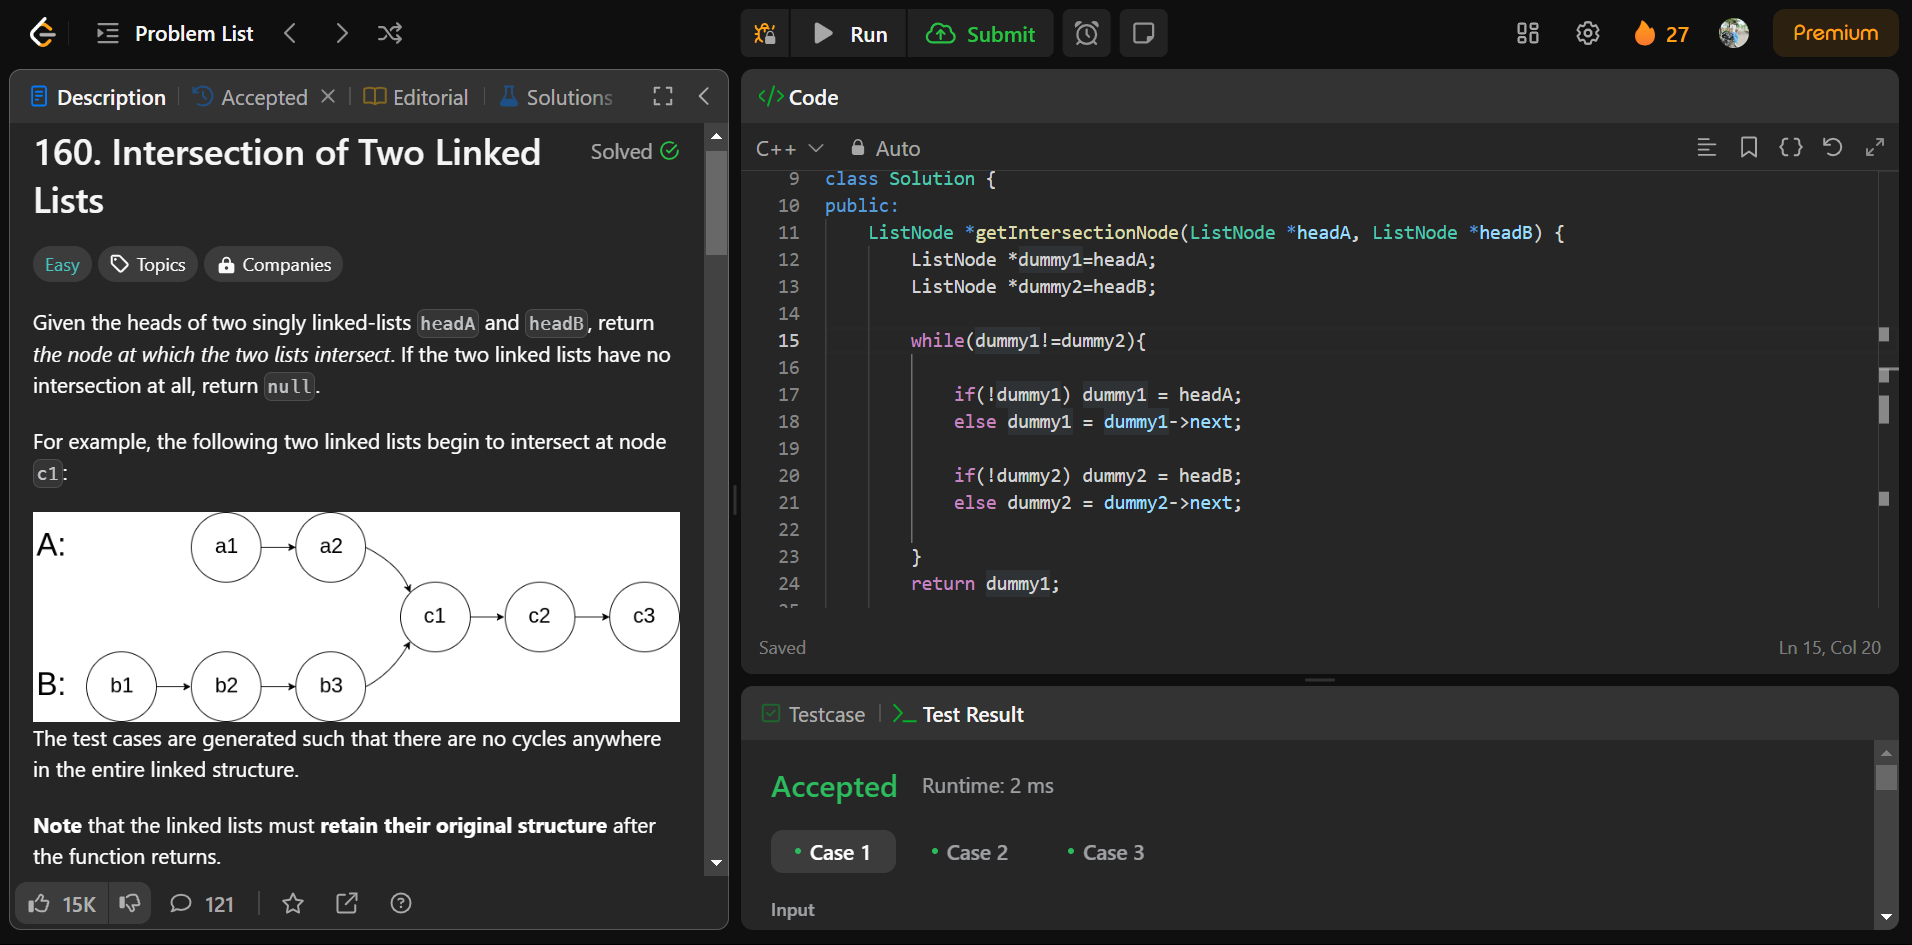 Problem List
Run
Submit
27
Premium
Description
Accepted
Editorial
Solutions
160. Intersection of Two Linked
Lists
Solved
Easy
Topics
Companies
Given the heads of two singly linked-lists headA and headB, return
the node at which the two lists intersect. If the two linked lists have no
intersection at all, return null.
For example, the following two linked lists begin to intersect at node
c1:
A:
a1
a2
c1
c2
c3
B:
b1
b2
b3
The test cases are generated such that there are no cycles anywhere
in the entire linked structure.
Note that the linked lists must retain their original structure after
the function returns.
15K
121
</> Code
C++
Auto
9 class Solution {
10 public:
11 ListNode *getIntersectionNode(ListNode *headA, ListNode *headB) {
12 ListNode *dummy1=headA;
13 ListNode *dummy2=headB;
14
15 while(dummy1!=dummy2){
16
17 if(!dummy1) dummy1 = headA;
18 else dummy1 = dummy1->next;
19
20 if(!dummy2) dummy2 = headB;
21 else dummy2 = dummy2->next;
22
23 }
24 return dummy1;
Saved
Ln 15, Col 20
Testcase
Test Result
Accepted
Runtime: 2 ms
Case 1
Case 2
Case 3
Input